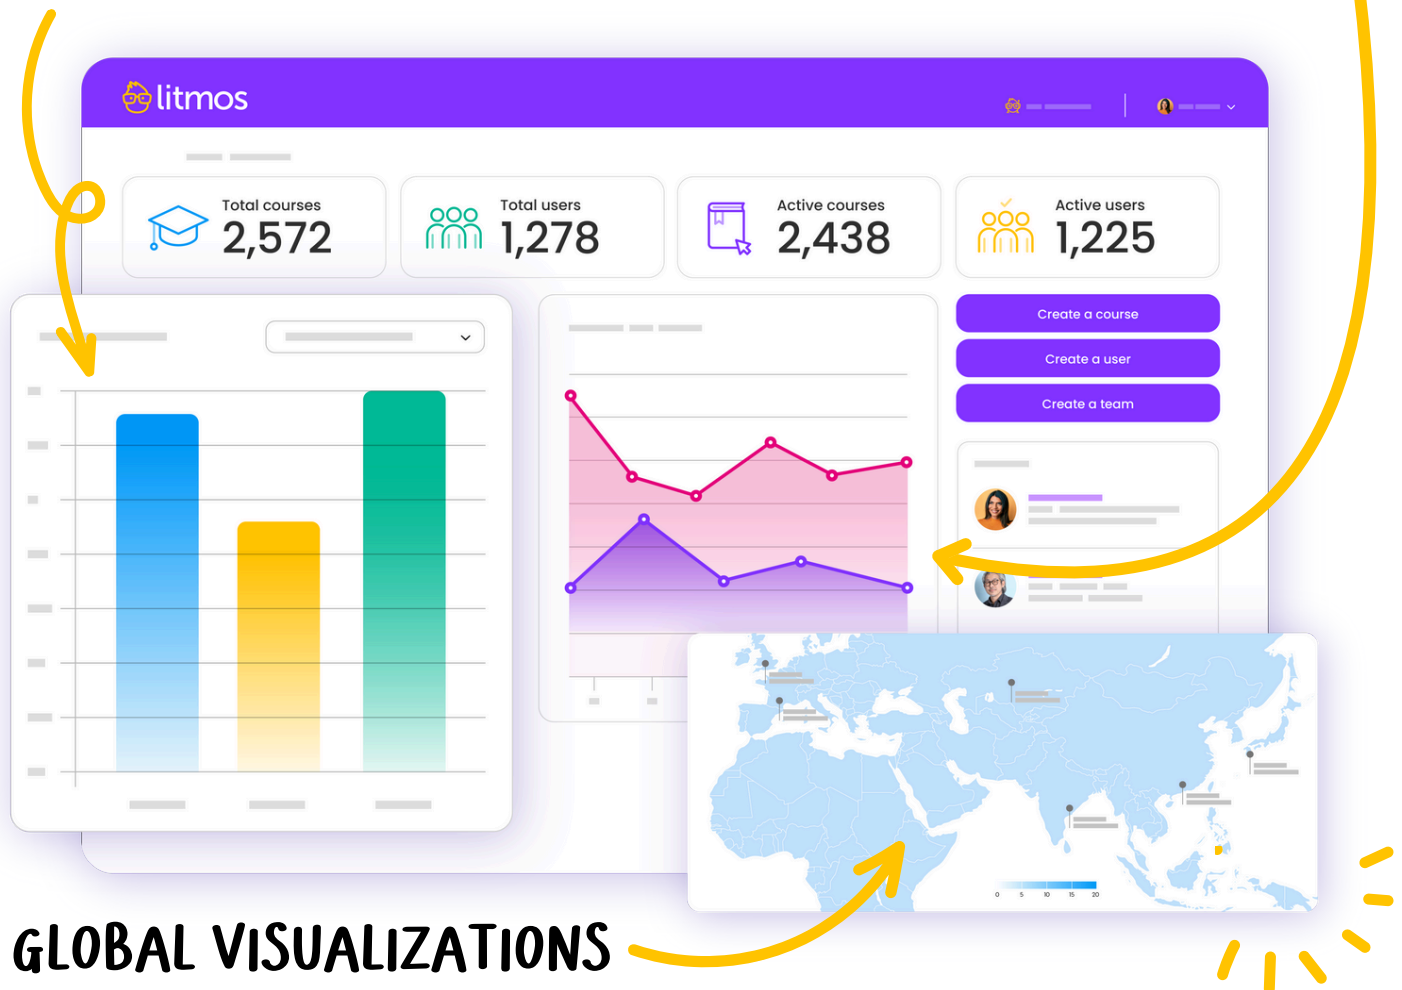 litmos
Total courses
2,572
Total users
1,278
Active courses
2,438
Active users
1,225
Create a course
Create a user
Create a team
0 5 10 15 20
GLOBAL VISUALIZATIONS